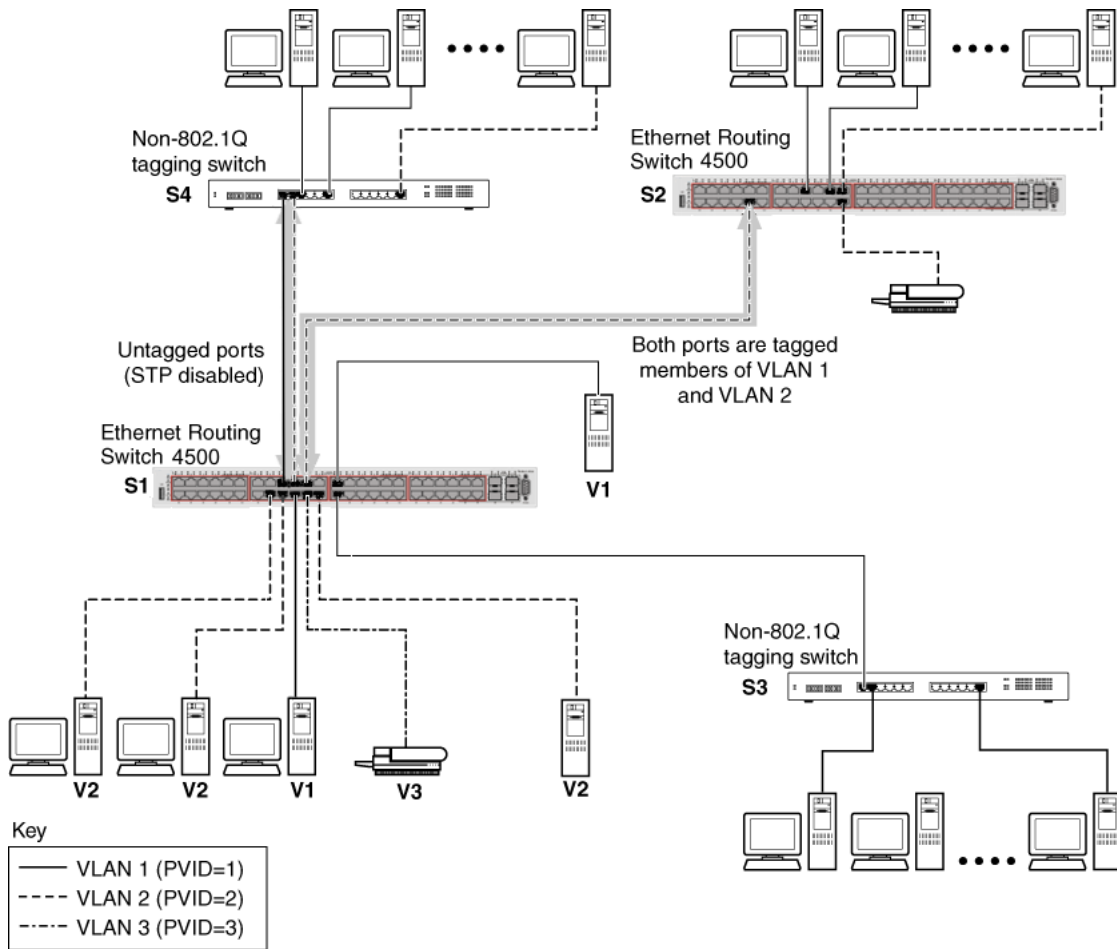 Non-802.1Q
tagging switch
S4
Ethernet Routing
Switch 4500
S2
Untagged ports
(STP disabled)
Both ports are tagged
members of VLAN 1
and VLAN 2
Ethernet Routing
Switch 4500
S1
V1
Non-802.1Q
tagging switch
S3
V2
V2
V1
V3
V2
Key
VLAN 1 (PVID=1)
VLAN 2 (PVID=2)
VLAN 3 (PVID=3)